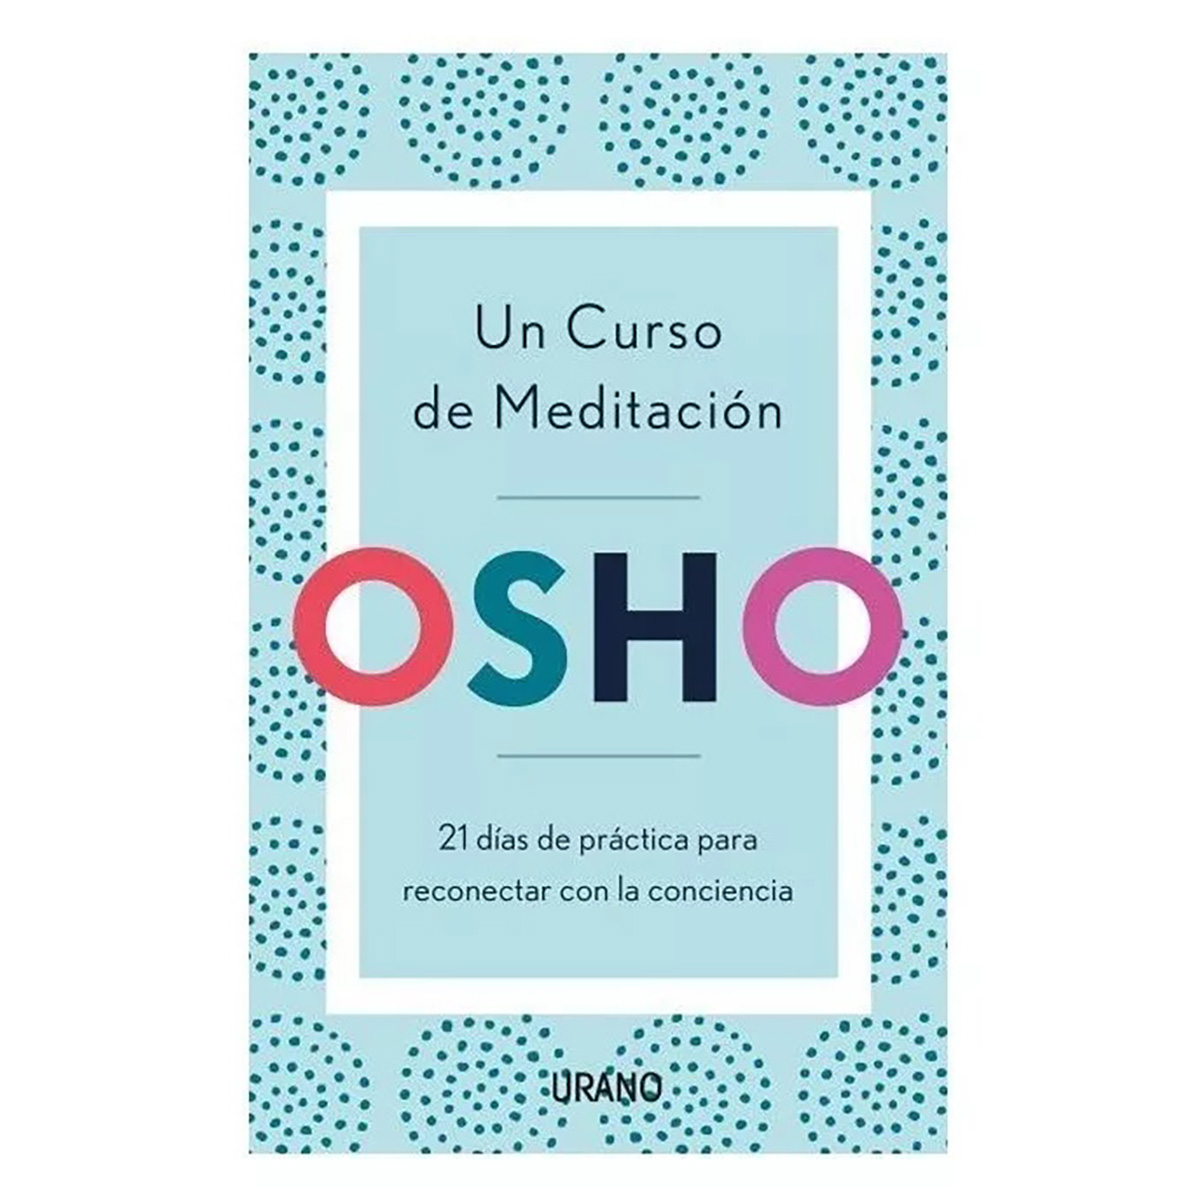 Un Curso
de Meditación
OSHO
21 días de práctica para
reconectar con la conciencia
URANO